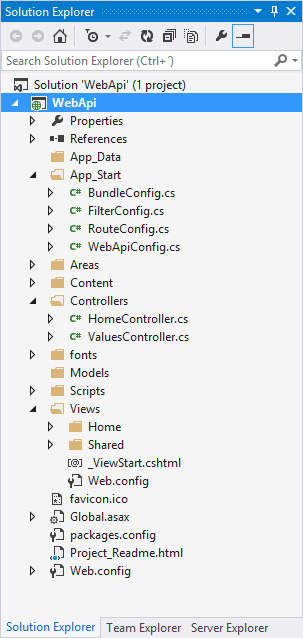 Solution Explorer
Search Solution Explorer (Ctrl+´)
Solution 'WebApi' (1 project)
WebApi
Properties
References
App_Data
App_Start
C# BundleConfig.cs
C# FilterConfig.cs
C# RouteConfig.cs
C# WebApiConfig.cs
Areas
Content
Controllers
C# HomeController.cs
C# ValuesController.cs
fonts
Models
Scripts
Views
Home
Shared
[@] _ViewStart.cshtml
Web.config
favicon.ico
Global.asax
packages.config
Project_Readme.html
Web.config
Solution Explorer Team Explorer Server Explorer